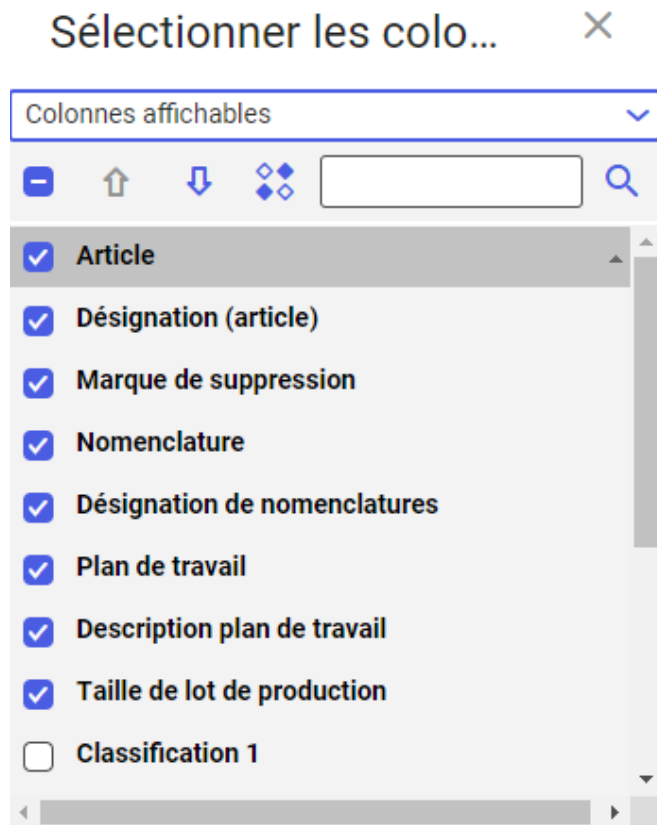 Sélectionner les colo...
Colonnes affichables
Article
Désignation (article)
Marque de suppression
Nomenclature
Désignation de nomenclatures
Plan de travail
Description plan de travail
Taille de lot de production
Classification 1